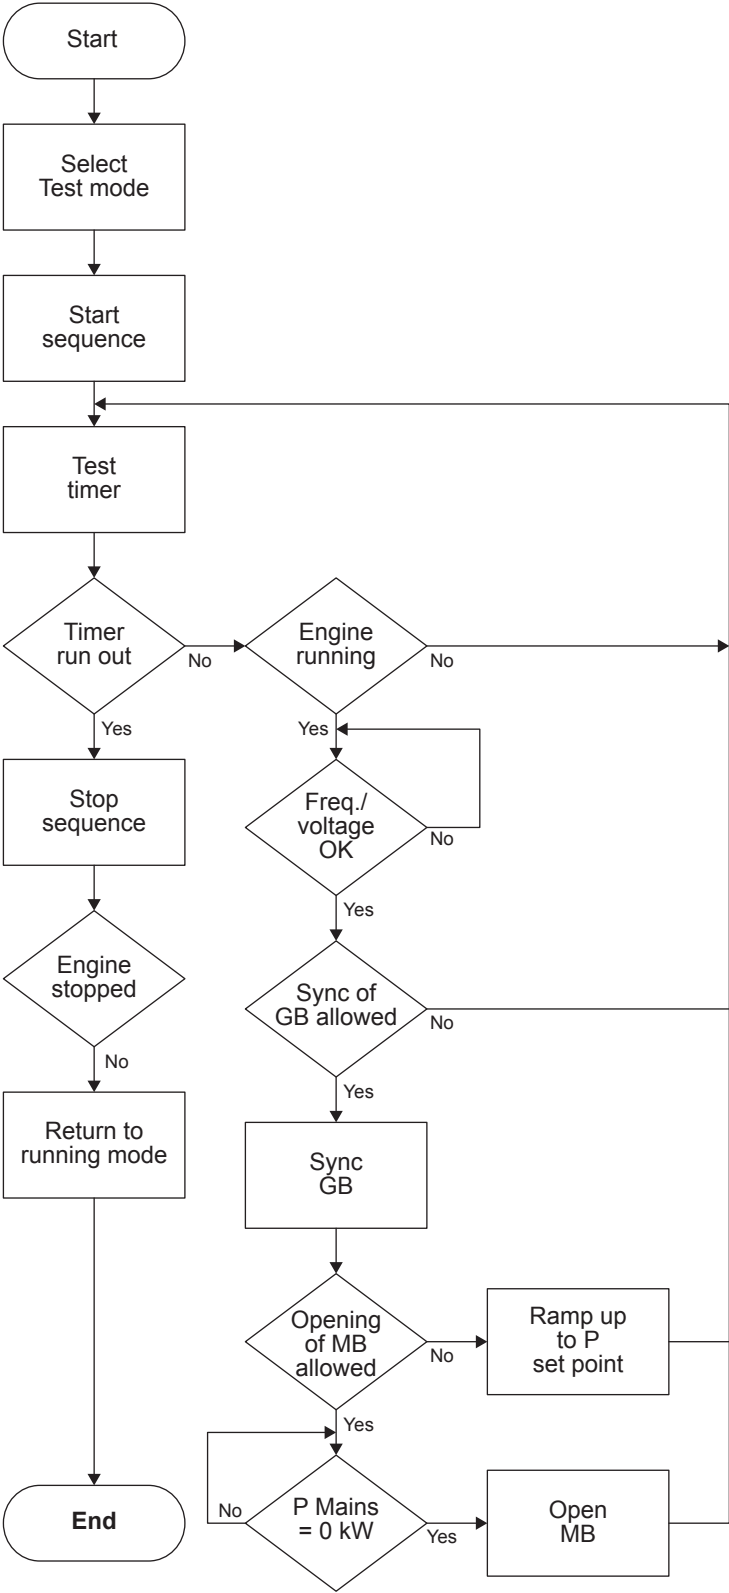 Start
Select
Test mode
Start
sequence
Test
timer
Timer
run out
No
Engine
running
No
Yes
Yes
Stop
sequence
Freq./
voltage
OK
No
Yes
Engine
stopped
Sync of
GB allowed
No
No
Yes
Return to
running mode
Sync
GB
Opening
of MB
allowed
No
Ramp up
to P
set point
Yes
End
No
P Mains
= 0 kW
Yes
Open
MB